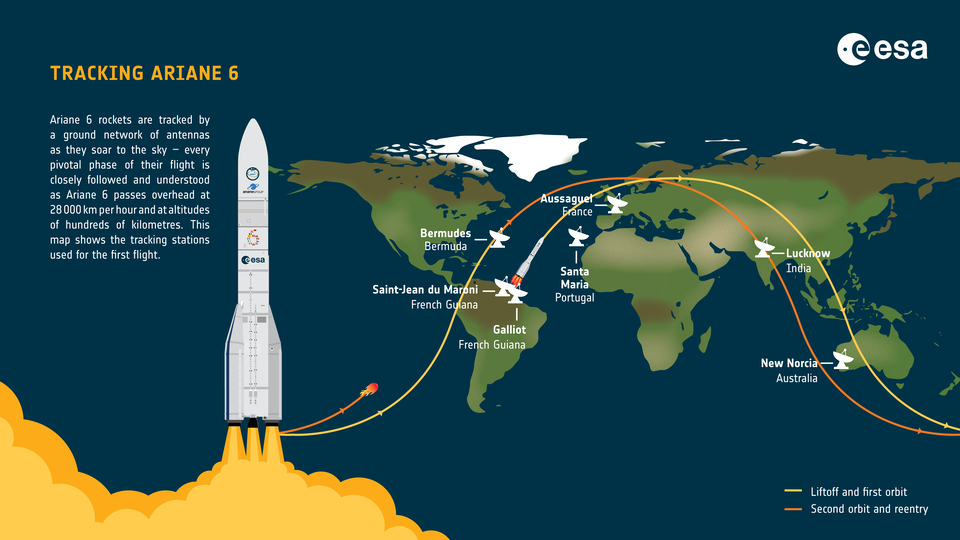 esa
TRACKING ARIANE 6
Ariane 6 rockets are tracked by
a ground network of antennas
as they soar to the sky – every
pivotal phase of their flight is
closely followed and understood
as Ariane 6 passes overhead at
28 000 km per hour and at altitudes
of hundreds of kilometres. This
map shows the tracking stations
used for the first flight.
esa
Aussaguel
France
Bermudes
Bermuda
Santa
Maria
Portugal
Lucknow
India
Saint-Jean du Maroni
French Guiana
Galliot
French Guiana
New Norcia
Australia
Liftoff and first orbit
Second orbit and reentry